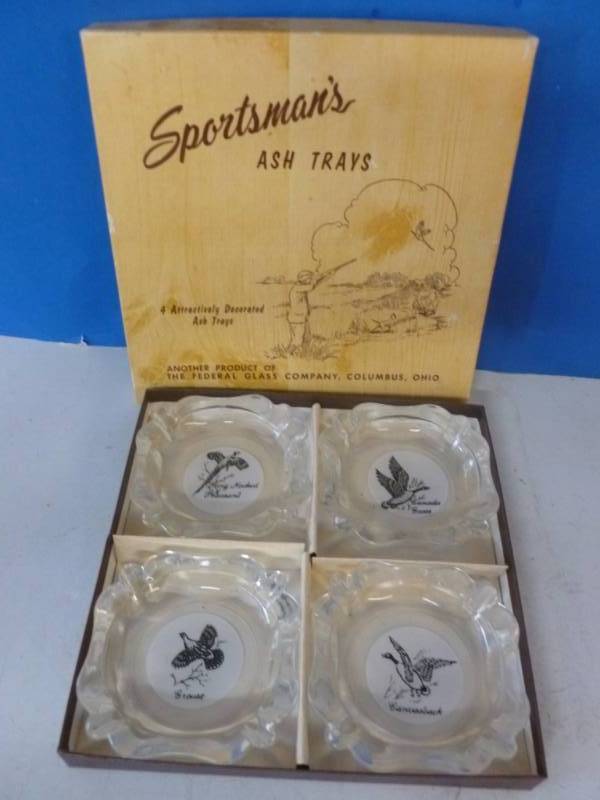 Sportsman's
ASH TRAYS
4 Attractively Decorated
Ash Trays
ANOTHER PRODUCT OF
THE FEDERAL GLASS COMPANY, COLUMBUS, OHIO
Ring Necked
Pheasant
Canada
Goose
Grouse
Canvasback